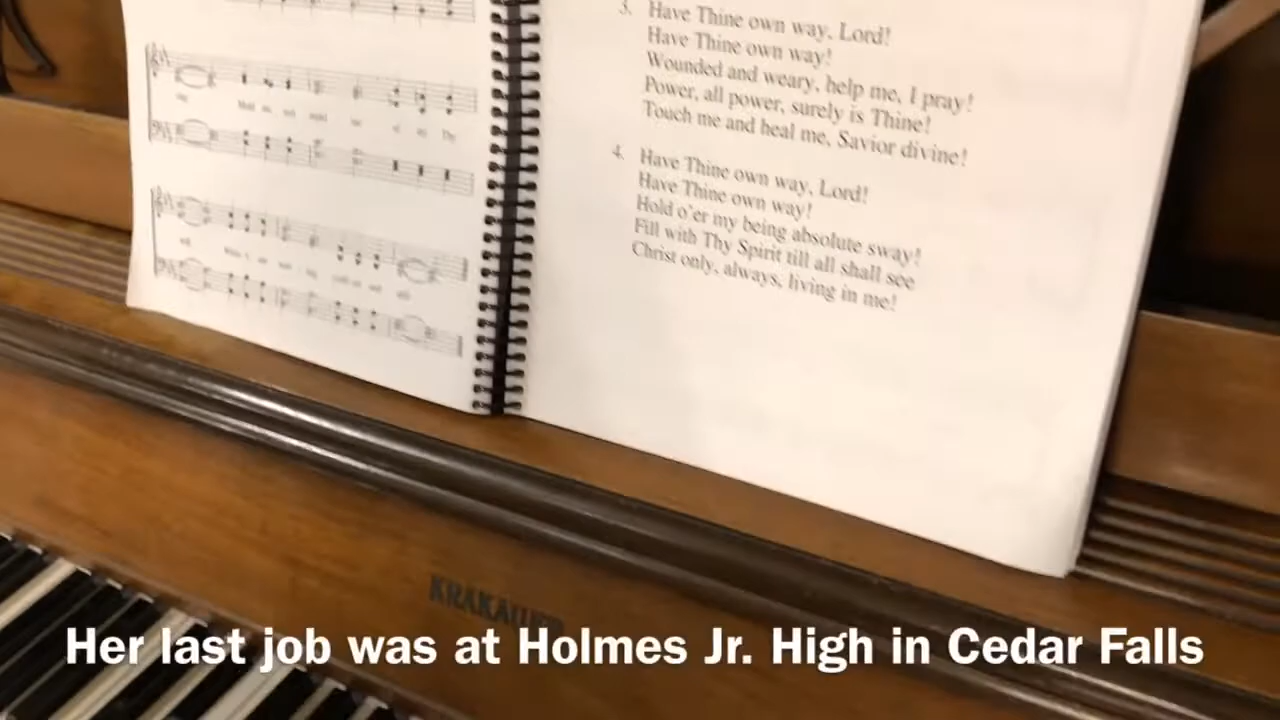 3. Have Thine own way, Lord!
Have Thine own way!
Wounded and weary, help me, I pray!
Power, all power, surely is Thine!
Touch me and heal me, Savior divine!
4. Have Thine own way, Lord!
Have Thine own way!
Hold o'er my being absolute sway!
Fill with Thy Spirit till all shall see
Christ only, always, living in me!
KRAKAUER
Her last job was at Holmes Jr. High in Cedar Falls